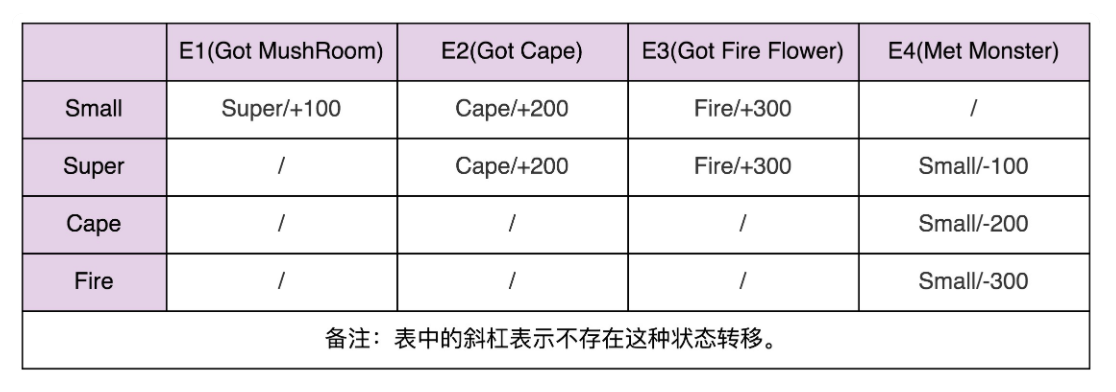 E1(Got MushRoom) E2(Got Cape) E3(Got Fire Flower) E4(Met Monster)
Small Super/+100 Cape/+200 Fire/+300 /
Super / Cape/+200 Fire/+300 Small/-100
Cape / / / Small/-200
Fire / / / Small/-300
备注：表中的斜杠表示不存在这种状态转移。